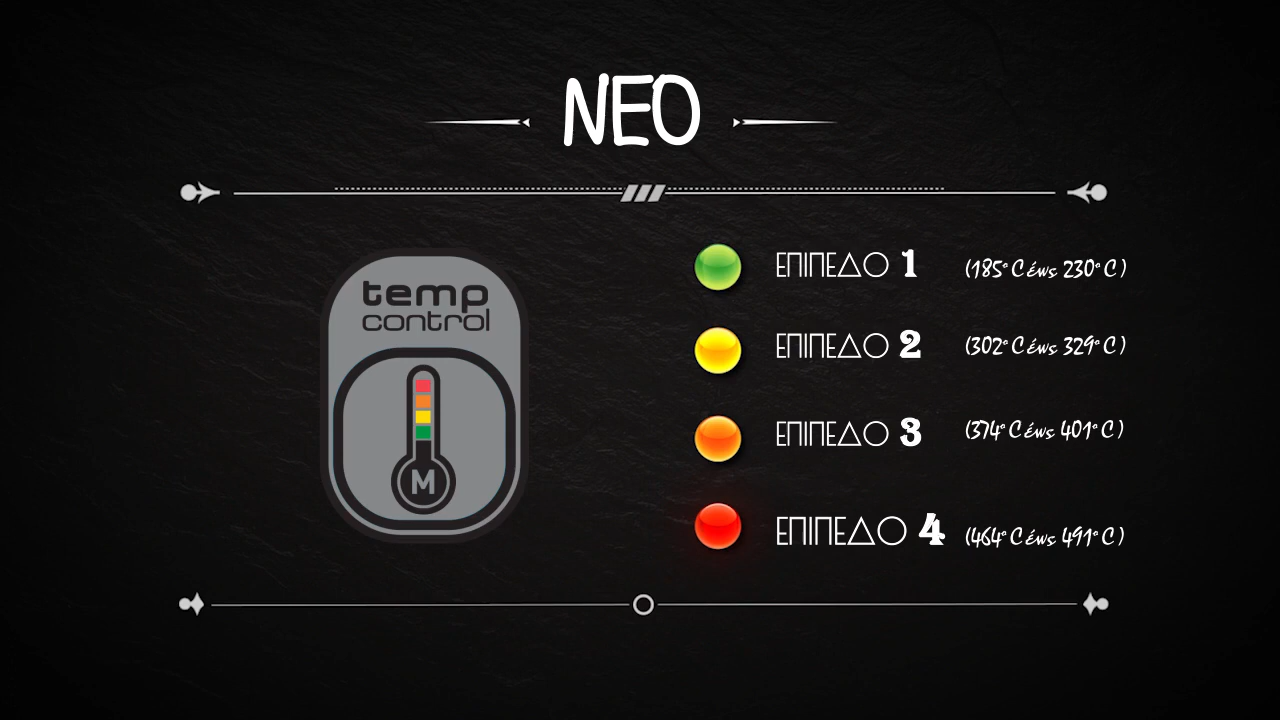 ΝΕΟ
temp
control
M
ΕΠΙΠΕΔΟ 1 (185°C έως 230°C)
ΕΠΙΠΕΔΟ 2 (302°C έως 329°C)
ΕΠΙΠΕΔΟ 3 (374°C έως 401°C)
ΕΠΙΠΕΔΟ 4 (464°C έως 491°C)